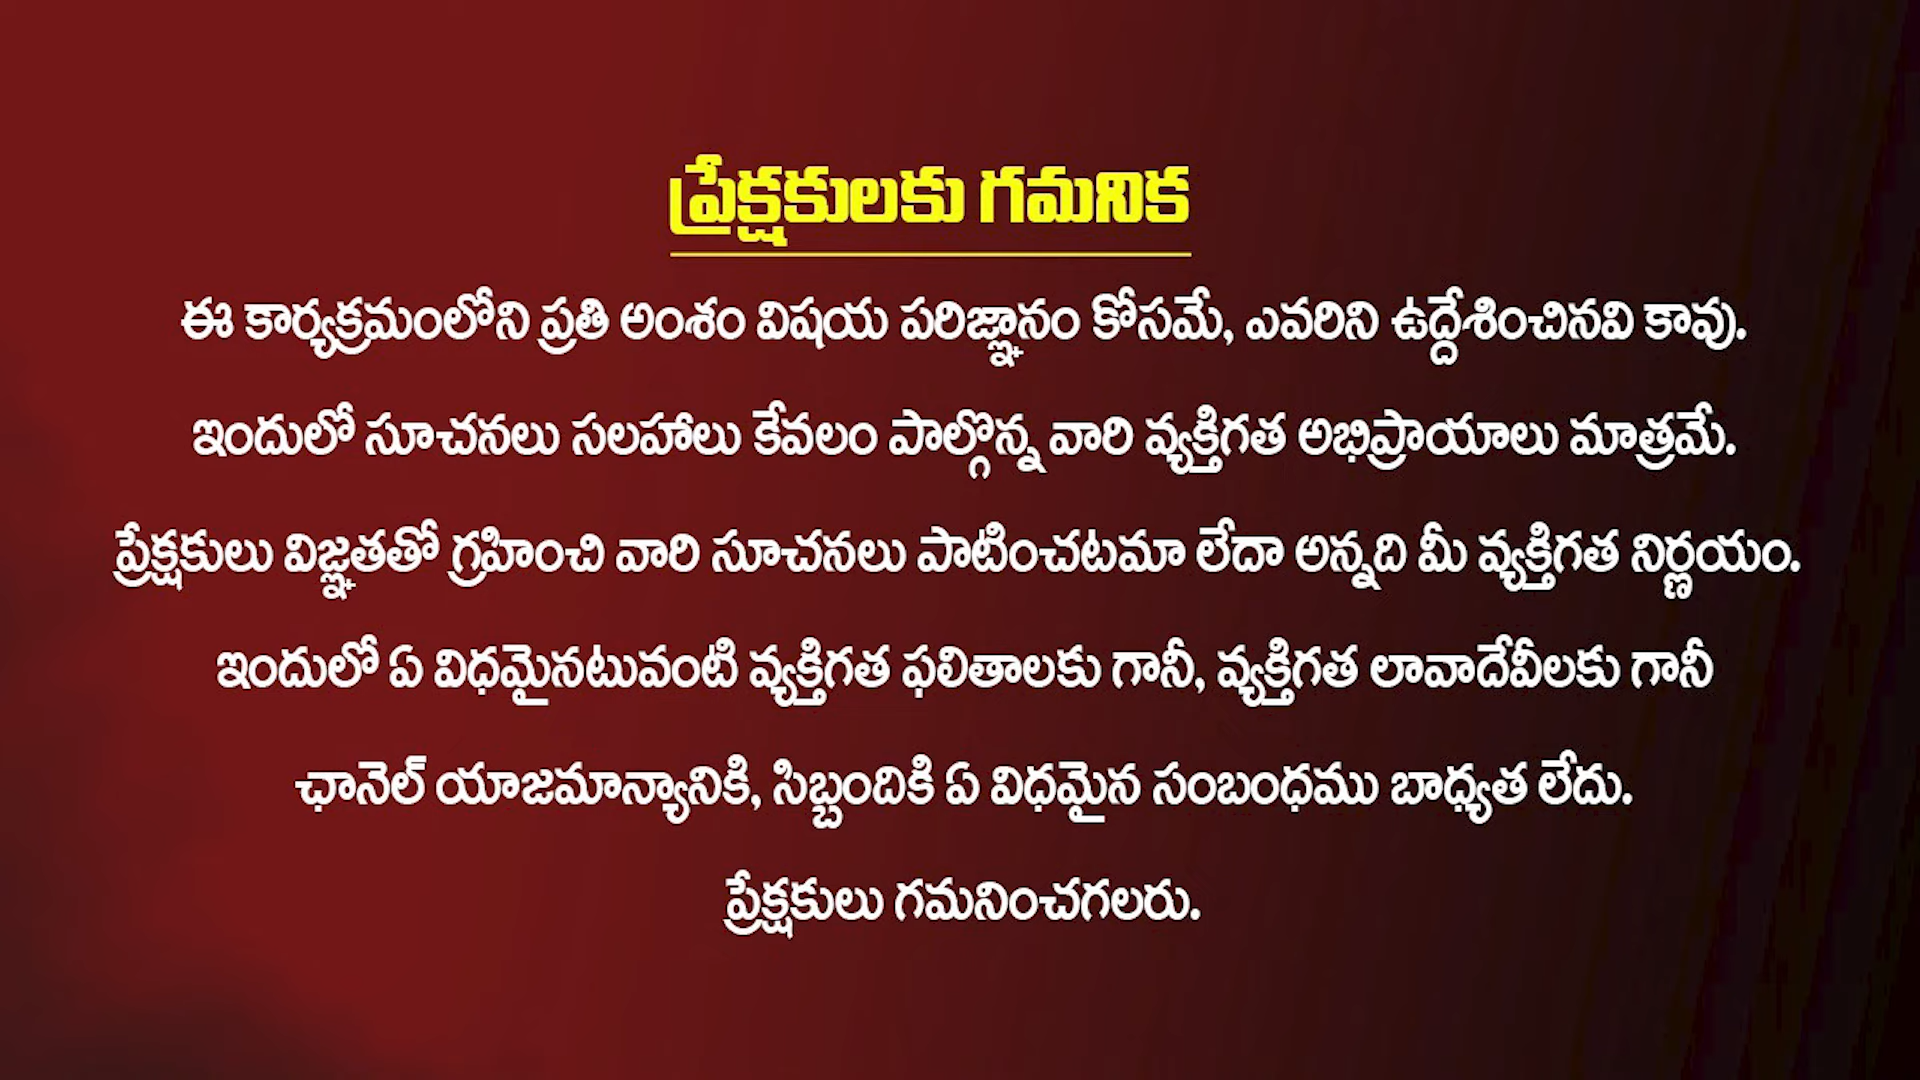 ప్రేక్షకులకు గమనిక
ఈ కార్యక్రమంలోని ప్రతి అంశం విషయ పరిజ్ఞానం కోసమే, ఎవరిని ఉద్దేశించినవి కావు.
ఇందులో సూచనలు సలహాలు కేవలం పాల్గొన్న వారి వ్యక్తిగత అభిప్రాయాలు మాత్రమే.
ప్రేక్షకులు విజ్ఞతతో గ్రహించి వారి సూచనలు పాటించటమా లేదా అన్నది మీ వ్యక్తిగత నిర్ణయం.
ఇందులో ఏ విధమైనటువంటి వ్యక్తిగత ఫలితాలకు గానీ, వ్యక్తిగత లావాదేవీలకు గానీ
ఛానెల్ యాజమాన్యానికి, సిబ్బందికి ఏ విధమైన సంబంధము బాధ్యత లేదు.
ప్రేక్షకులు గమనించగలరు.